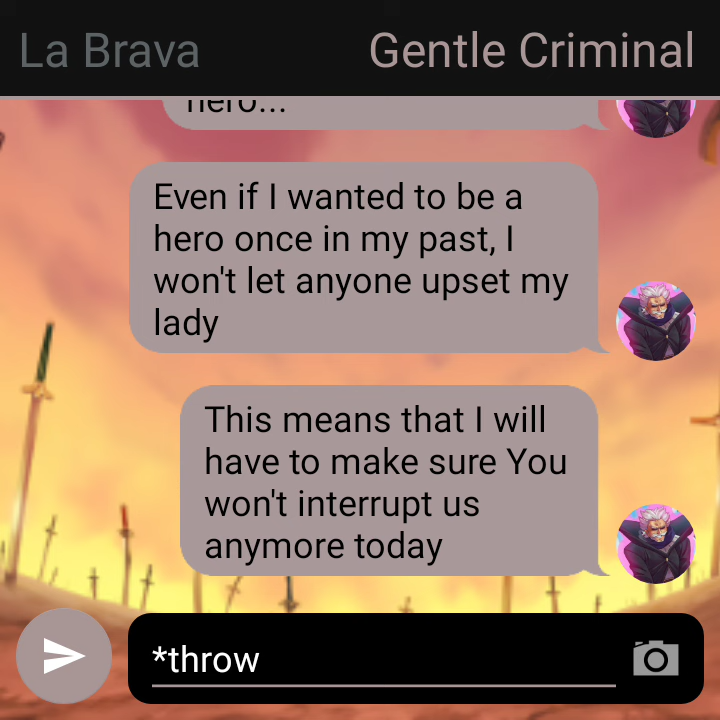 La Brava
Gentle Criminal
hero...
Even if I wanted to be a
hero once in my past, I
won't let anyone upset my
lady
This means that I will
have to make sure You
won't interrupt us
anymore today
*throw